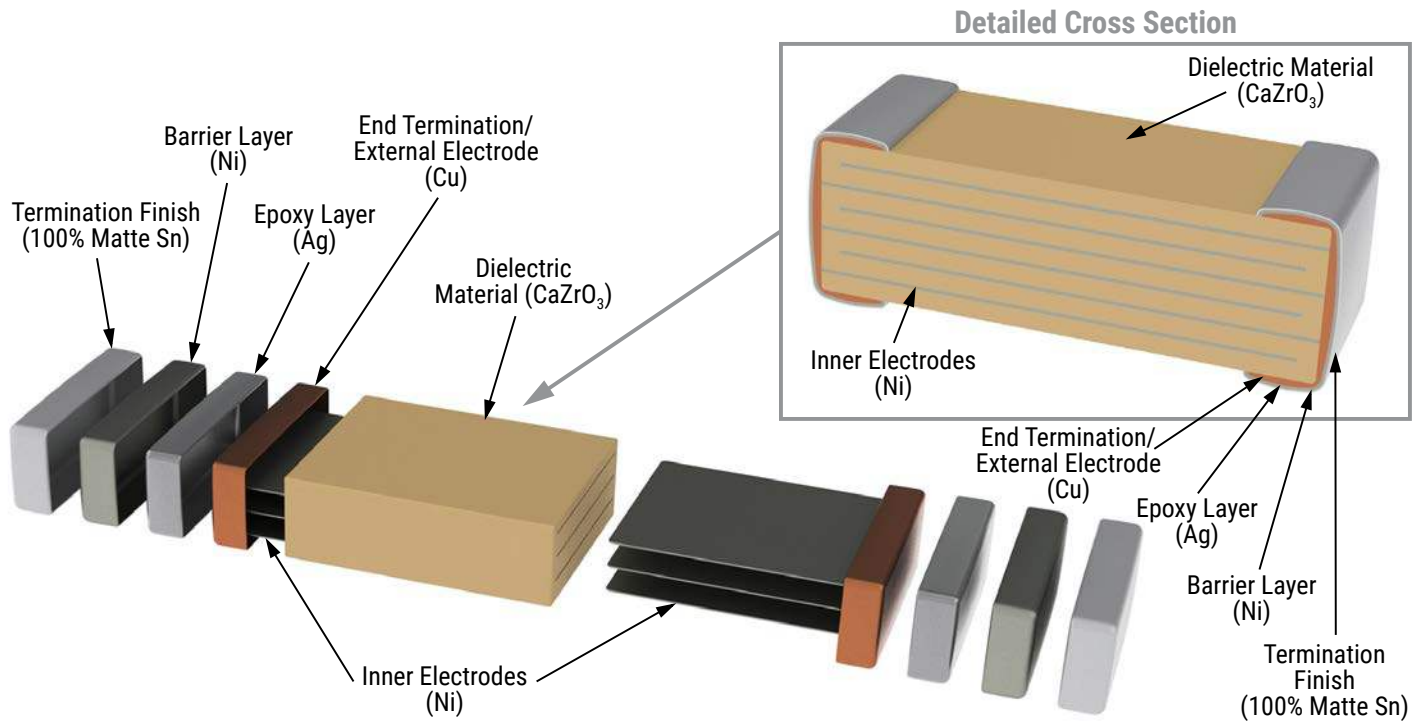 Detailed Cross Section
Dielectric Material
(CaZrO₃)
Inner Electrodes
(Ni)
End Termination/
External Electrode
(Cu)
Epoxy Layer
(Ag)
Barrier Layer
(Ni)
Termination
Finish
(100% Matte Sn)
Termination Finish
(100% Matte Sn)
Barrier Layer
(Ni)
Epoxy Layer
(Ag)
End Termination/
External Electrode
(Cu)
Dielectric
Material (CaZrO₃)
Inner Electrodes
(Ni)